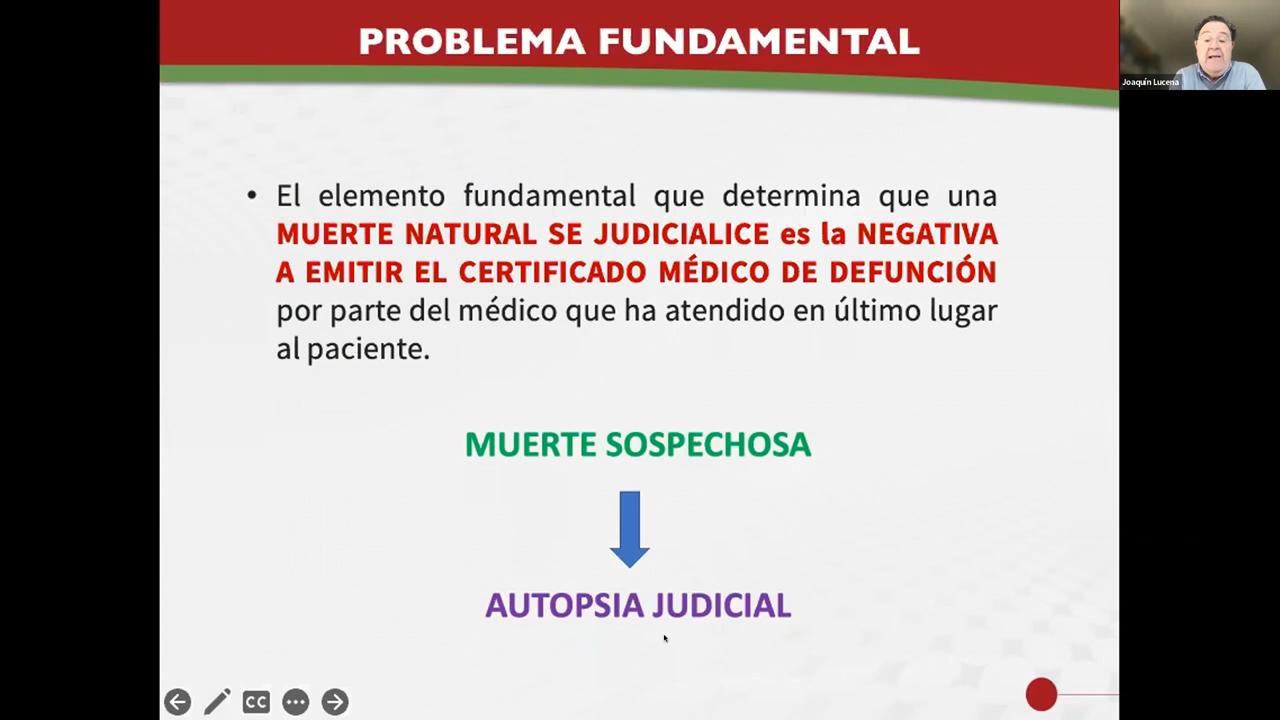 PROBLEMA FUNDAMENTAL
Joaquín Lucena
• El elemento fundamental que determina que una
MUERTE NATURAL SE JUDICIALICE es la NEGATIVA
A EMITIR EL CERTIFICADO MÉDICO DE DEFUNCIÓN
por parte del médico que ha atendido en último lugar
al paciente.
MUERTE SOSPECHOSA
AUTOPSIA JUDICIAL
CC